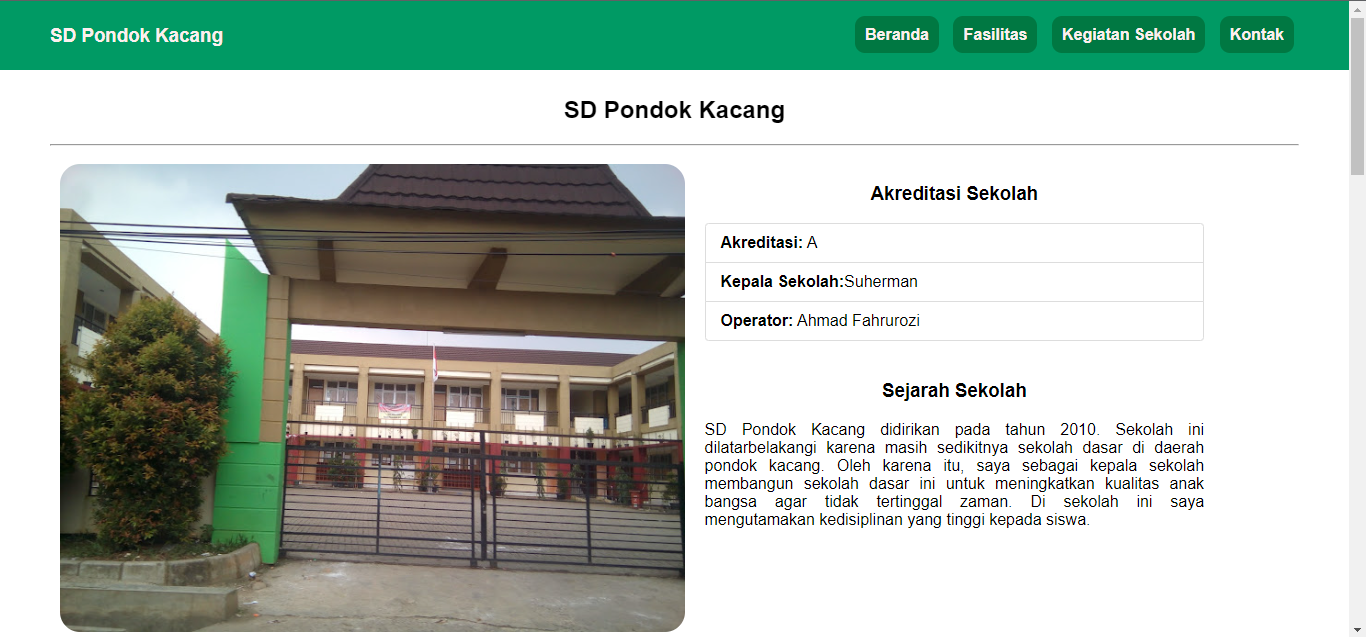 SD Pondok Kacang
Beranda
Fasilitas
Kegiatan Sekolah
Kontak
SD Pondok Kacang
Akreditasi Sekolah
Akreditasi: A
Kepala Sekolah:Suherman
Operator: Ahmad Fahrurozi
Sejarah Sekolah
SD Pondok Kacang didirikan pada tahun 2010. Sekolah ini
dilatarbelakangi karena masih sedikitnya sekolah dasar di daerah
pondok kacang. Oleh karena itu, saya sebagai kepala sekolah
membangun sekolah dasar ini untuk meningkatkan kualitas anak
bangsa agar tidak tertinggal zaman. Di sekolah ini saya
mengutamakan kedisiplinan yang tinggi kepada siswa.